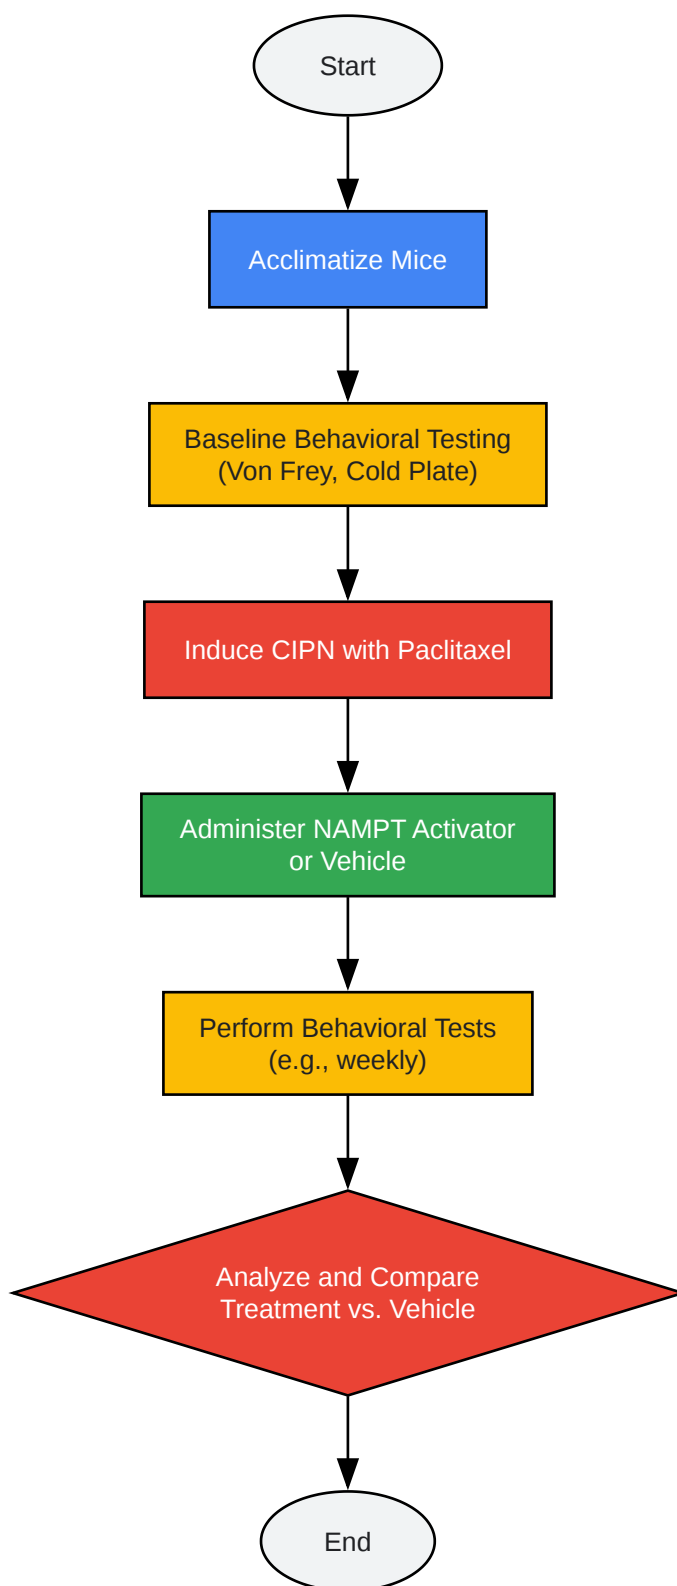 Start
Acclimatize Mice
Baseline Behavioral Testing
(Von Frey, Cold Plate)
Induce CIPN with Paclitaxel
Administer NAMPT Activator
or Vehicle
Perform Behavioral Tests
(e.g., weekly)
Analyze and Compare
Treatment vs. Vehicle
End